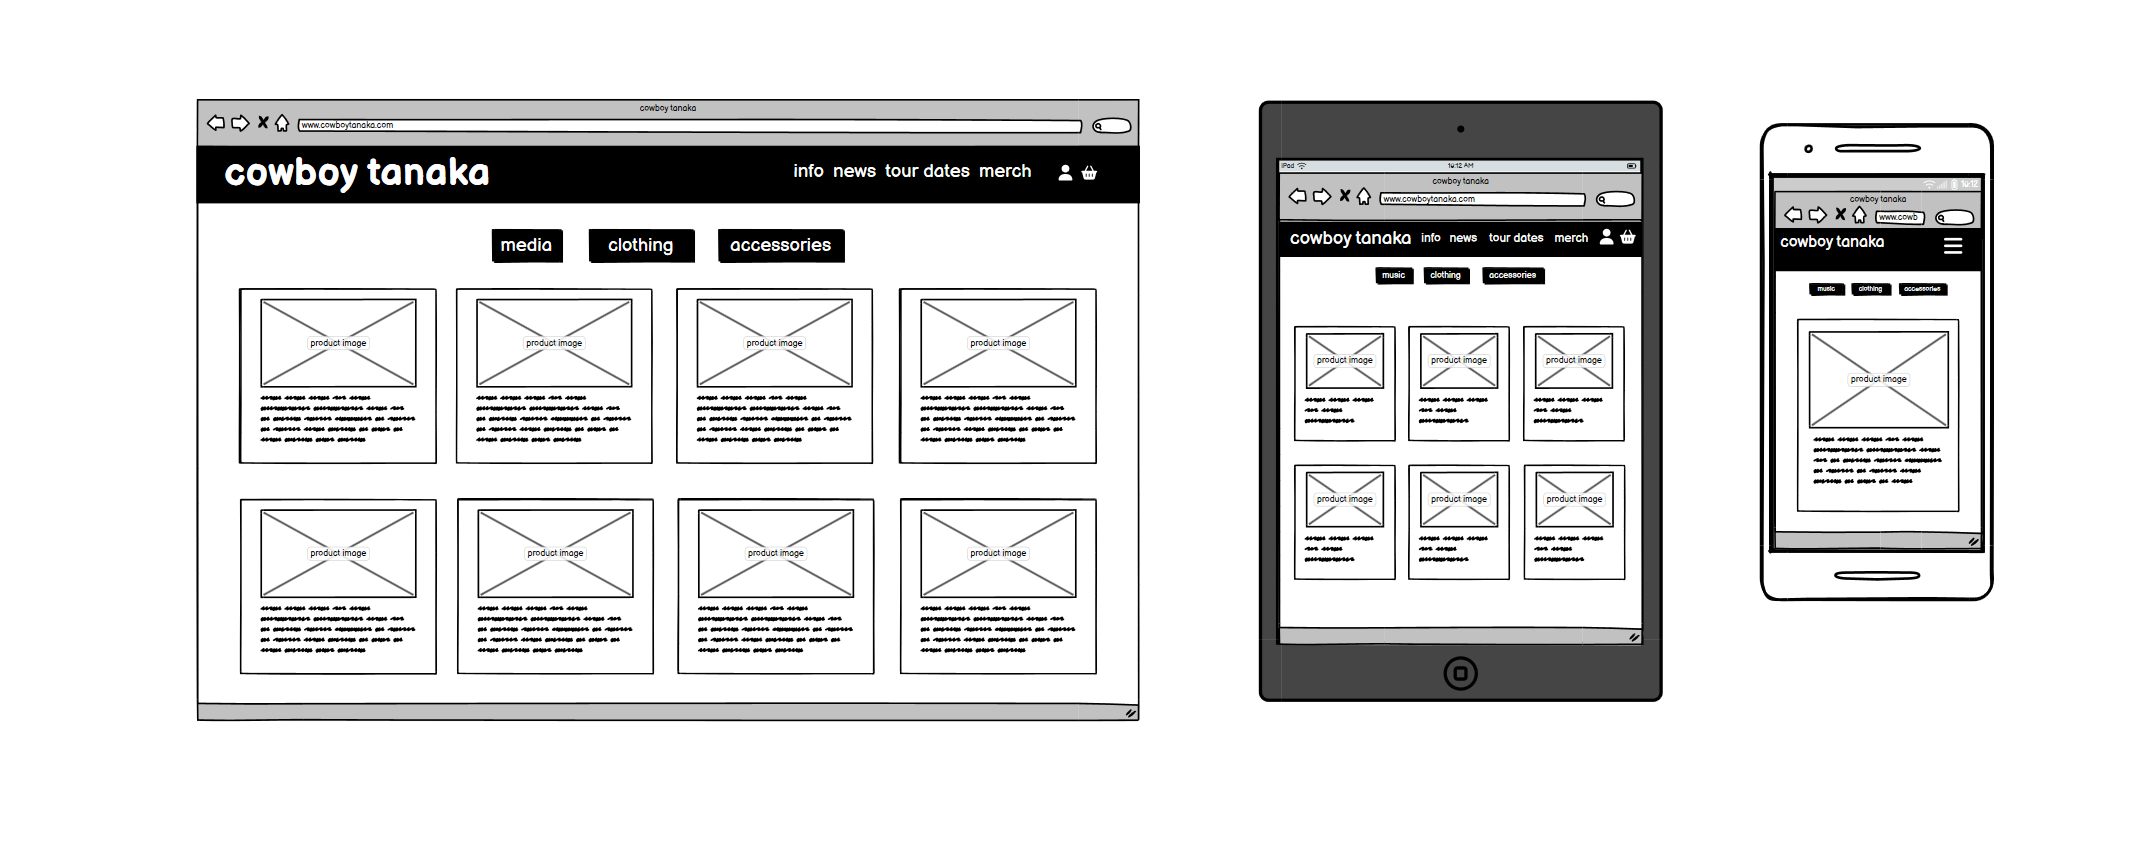 cowboy tanaka
www.cowboytanaka.com
cowboy tanaka
info news tour dates merch
media clothing accessories
product image product image product image product image
product image product image product image product image
iPad 10:12 AM
cowboy tanaka
www.cowboytanaka.com
cowboy tanaka info news tour dates merch
music clothing accessories
product image product image product image
product image product image product image
10:12
cowboy tanaka
www.cowb
cowboy tanaka
music clothing accessories
product image